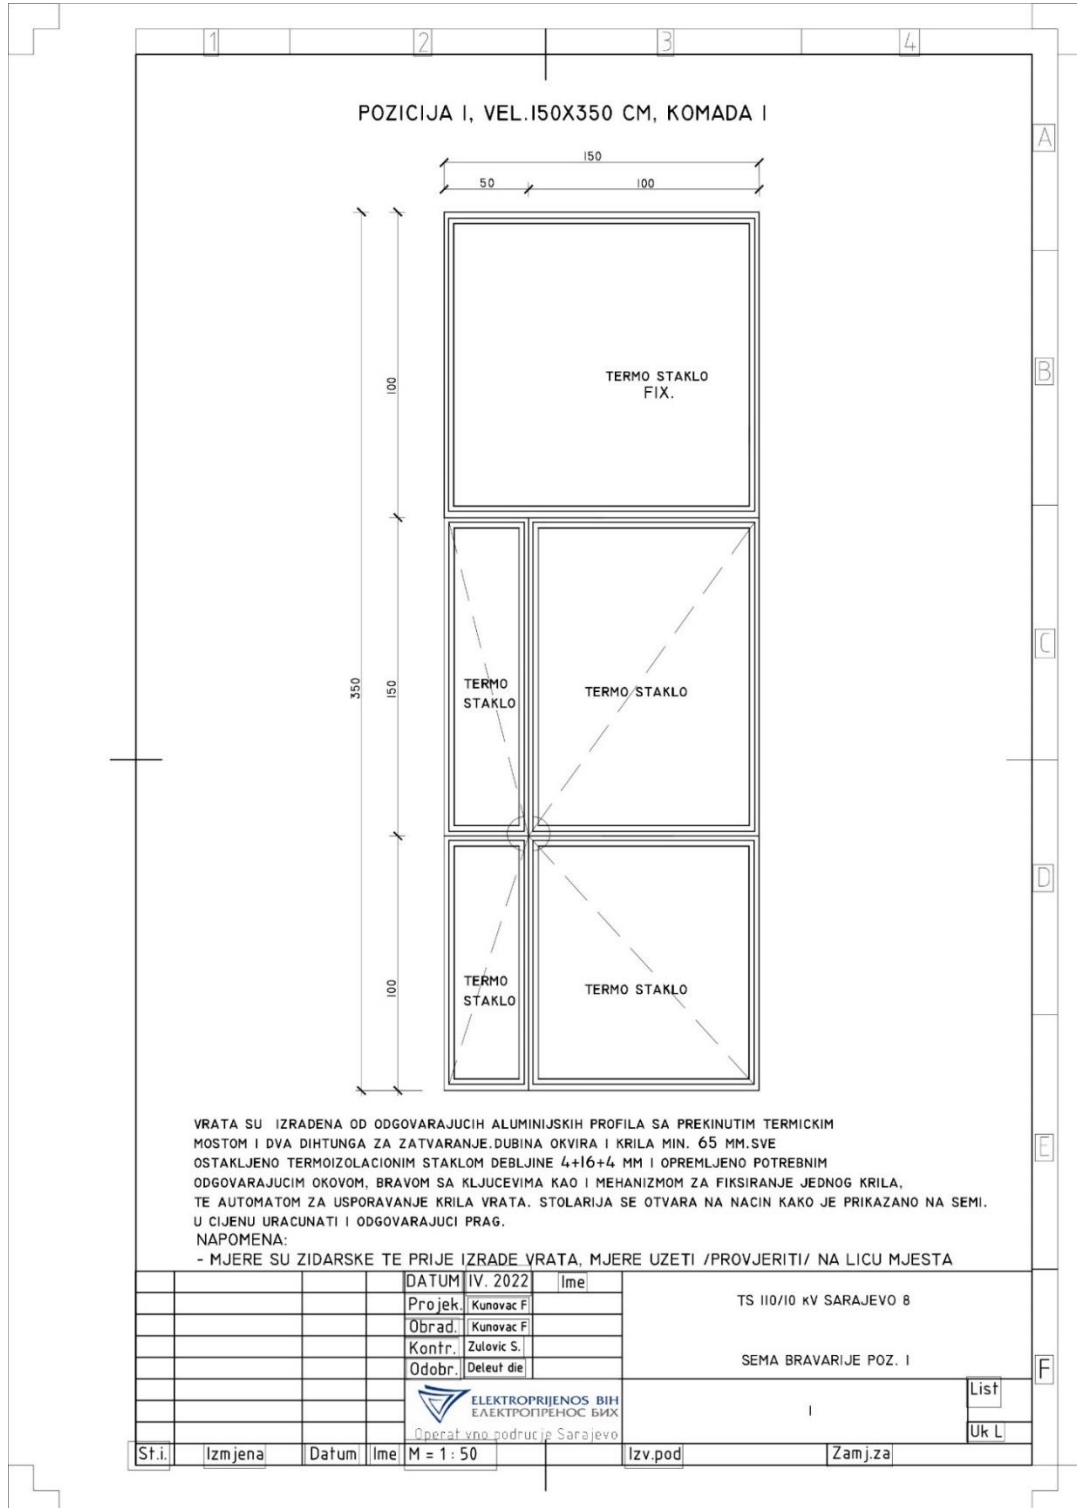 1 2 3 4
POZICIJA I, VEL.150X350 CM, KOMADA I
A
150
50 100
B
100
TERMO STAKLO
FIX.
C
350
150
TERMO
STAKLO
TERMO STAKLO
D
100
TERMO
STAKLO
TERMO STAKLO
VRATA SU IZRADENA OD ODGOVARAJUCIH ALUMINIJSKIH PROFILA SA PREKINUTIM TERMICKIM
MOSTOM I DVA DIHTUNGA ZA ZATVARANJE.DUBINA OKVIRA I KRILA MIN. 65 MM.SVE
OSTAKLJENO TERMOIZOLACIONIM STAKLOM DEBLJINE 4+16+4 MM I OPREMLJENO POTREBNIM
ODGOVARAJUCIM OKOVOM, BRAVOM SA KLJUCEVIMA KAO I MEHANIZMOM ZA FIKSIRANJE JEDNOG KRILA,
TE AUTOMATOM ZA USPORAVANJE KRILA VRATA. STOLARIJA SE OTVARA NA NACIN KAKO JE PRIKAZANO NA SEMI.
U CIJENU URACUNATI I ODGOVARAJUCI PRAG.
E
NAPOMENA:
- MJERE SU ZIDARSKE TE PRIJE IZRADE VRATA, MJERE UZETI /PROVJERITI/ NA LICU MJESTA
DATUM IV. 2022 Ime
Projek. Kunovac F
Obrad. Kunovac F
Kontr. Zulovic S.
Odobr. Deleut die
TS 110/10 KV SARAJEVO 8
SEMA BRAVARIJE POZ. I
F
ELEKTROPRIJENOS BIH
ЕЛЕКТРОПРЕНОС БИХ
Operat vno podrucje Sarajevo
I
List
Uk L
St.i. Izmjena Datum Ime M = 1 : 50 Izv.pod Zamj.za